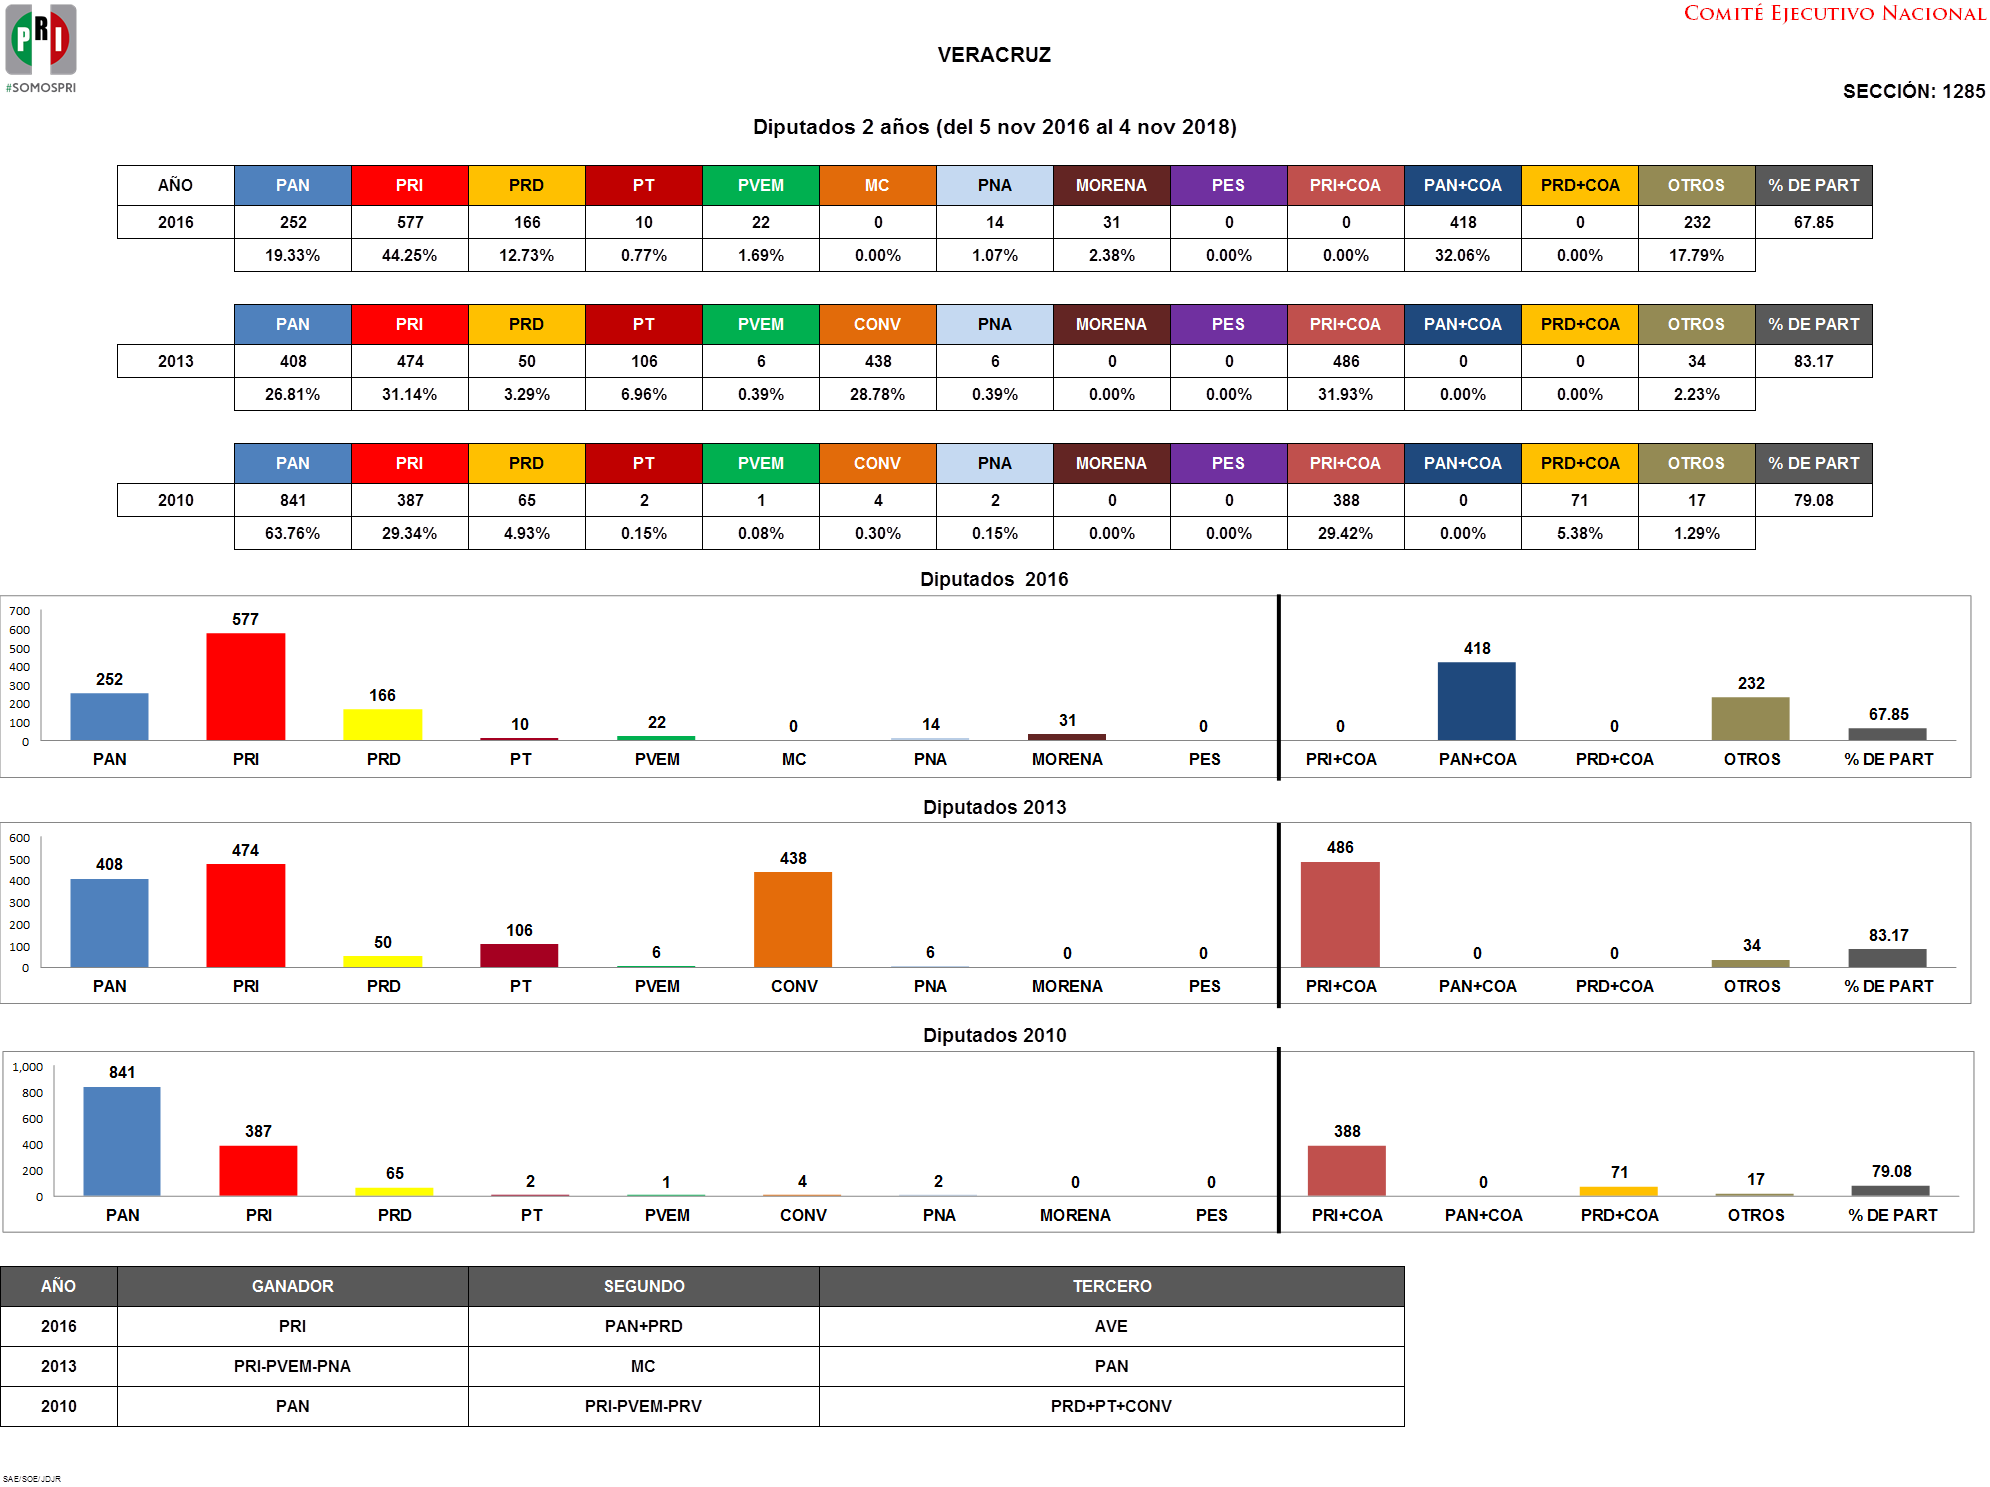 PRI
#SOMOSPRI
COMITÉ EJECUTIVO NACIONAL
VERACRUZ
SECCIÓN: 1285
Diputados 2 años (del 5 nov 2016 al 4 nov 2018)
AÑO PAN PRI PRD PT PVEM MC PNA MORENA PES PRI+COA PAN+COA PRD+COA OTROS % DE PART
2016 252 577 166 10 22 0 14 31 0 0 418 0 232 67.85
19.33% 44.25% 12.73% 0.77% 1.69% 0.00% 1.07% 2.38% 0.00% 0.00% 32.06% 0.00% 17.79%
PAN PRI PRD PT PVEM CONV PNA MORENA PES PRI+COA PAN+COA PRD+COA OTROS % DE PART
2013 408 474 50 106 6 438 6 0 0 486 0 0 34 83.17
26.81% 31.14% 3.29% 6.96% 0.39% 28.78% 0.39% 0.00% 0.00% 31.93% 0.00% 0.00% 2.23%
PAN PRI PRD PT PVEM CONV PNA MORENA PES PRI+COA PAN+COA PRD+COA OTROS % DE PART
2010 841 387 65 2 1 4 2 0 0 388 0 71 17 79.08
63.76% 29.34% 4.93% 0.15% 0.08% 0.30% 0.15% 0.00% 0.00% 29.42% 0.00% 5.38% 1.29%
Diputados 2016
700
600
500
400
300
200
100
0
252 577 166 10 22 0 14 31 0 0 418 0 232 67.85
PAN PRI PRD PT PVEM MC PNA MORENA PES PRI+COA PAN+COA PRD+COA OTROS % DE PART
Diputados 2013
600
500
400
300
200
100
0
408 474 50 106 6 438 6 0 0 486 0 0 34 83.17
PAN PRI PRD PT PVEM CONV PNA MORENA PES PRI+COA PAN+COA PRD+COA OTROS % DE PART
Diputados 2010
1,000
800
600
400
200
0
841 387 65 2 1 4 2 0 0 388 0 71 17 79.08
PAN PRI PRD PT PVEM CONV PNA MORENA PES PRI+COA PAN+COA PRD+COA OTROS % DE PART
AÑO GANADOR SEGUNDO TERCERO
2016 PRI PAN+PRD AVE
2013 PRI-PVEM-PNA MC PAN
2010 PAN PRI-PVEM-PRV PRD+PT+CONV
SAE/SOE/JDJR